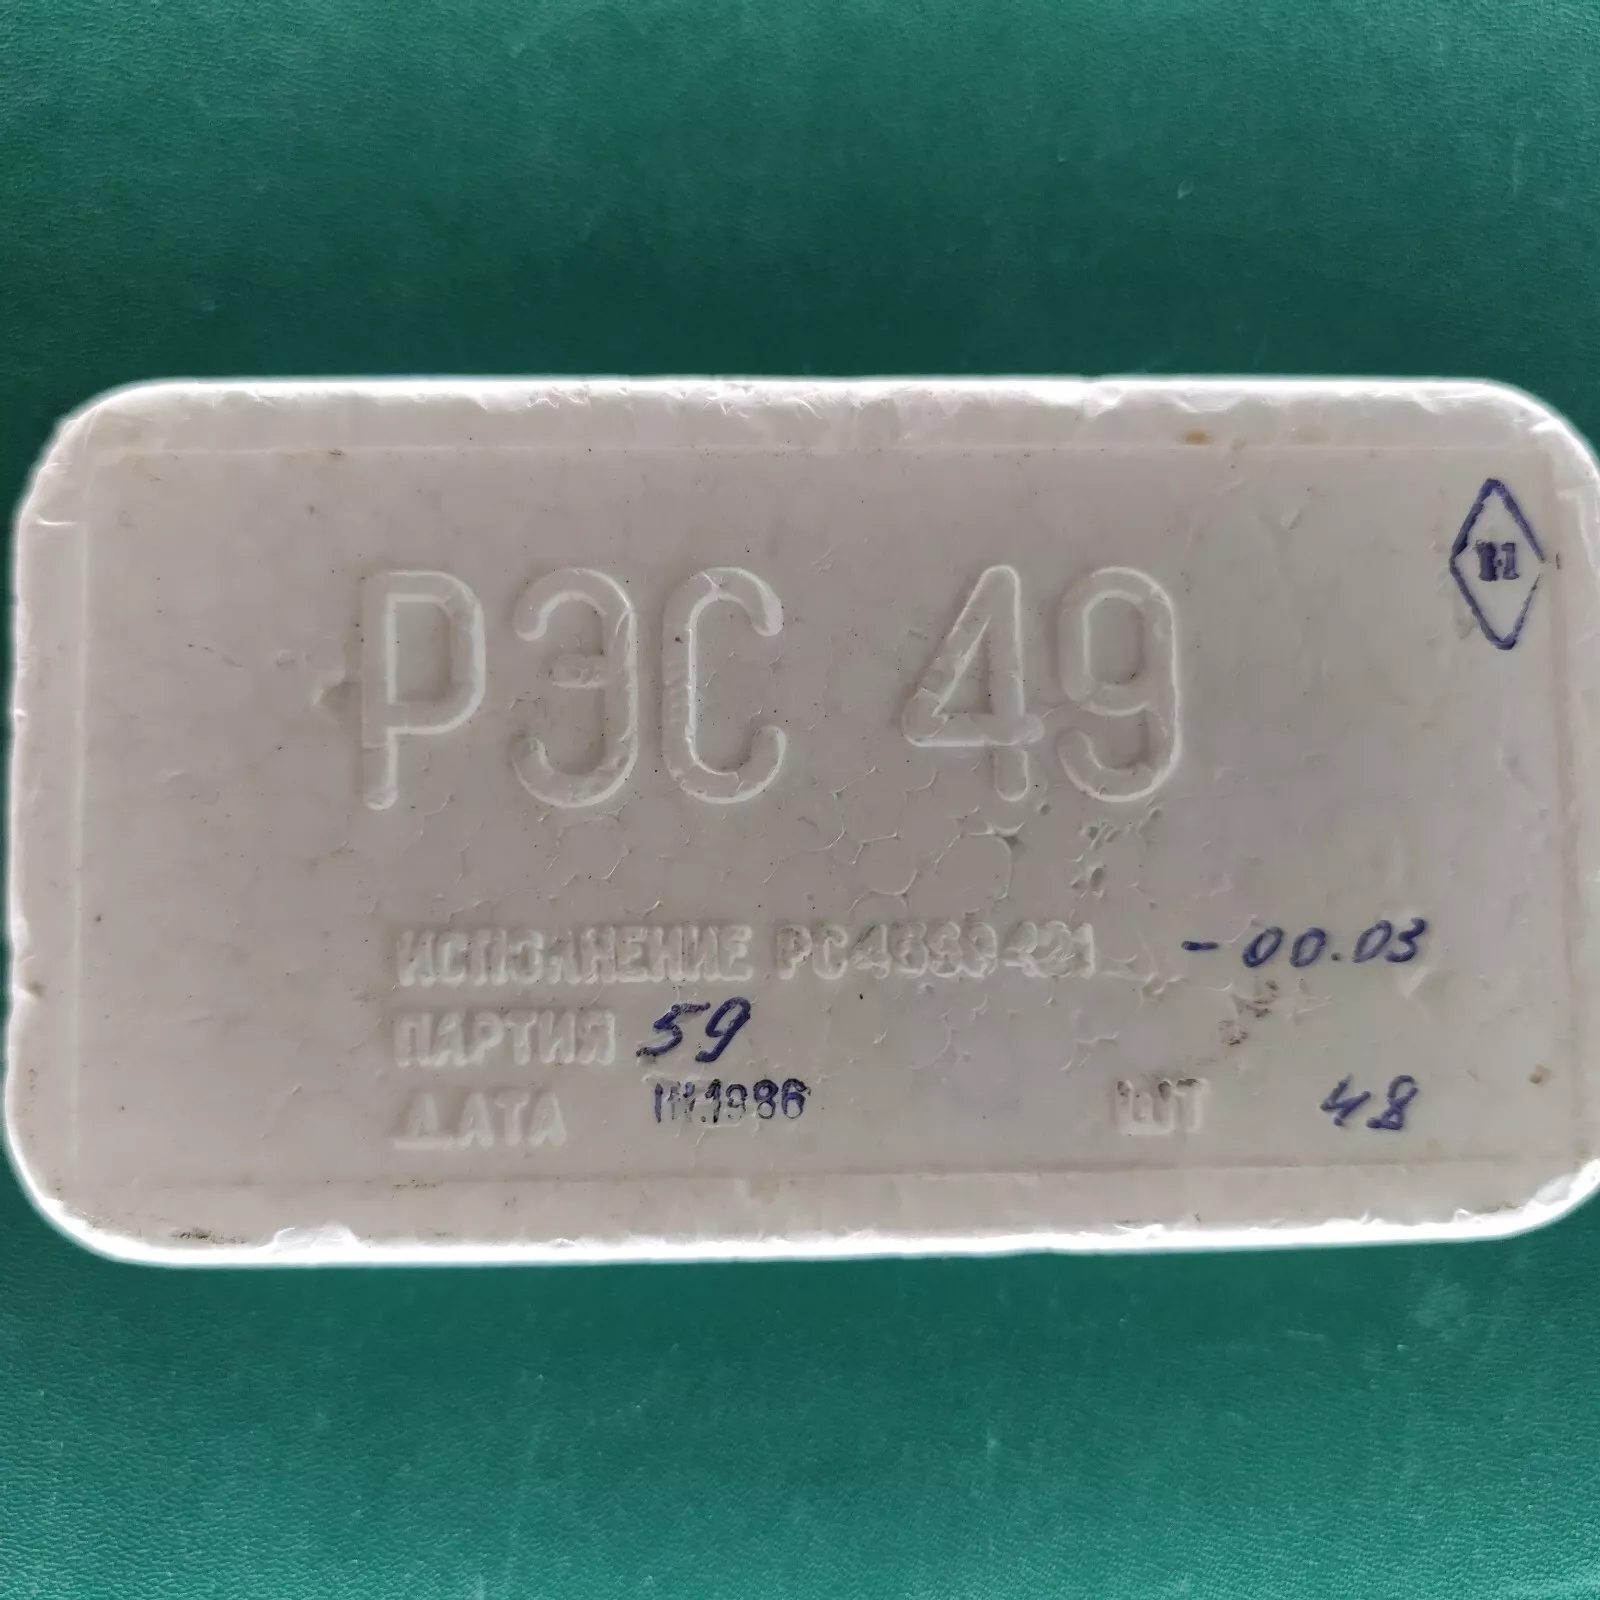 РЭС 49
ИСПОЛНЕНИЕ РС4569421 -00.03
ПАРТИЯ 59
ДАТА III.1986 ШТ 48